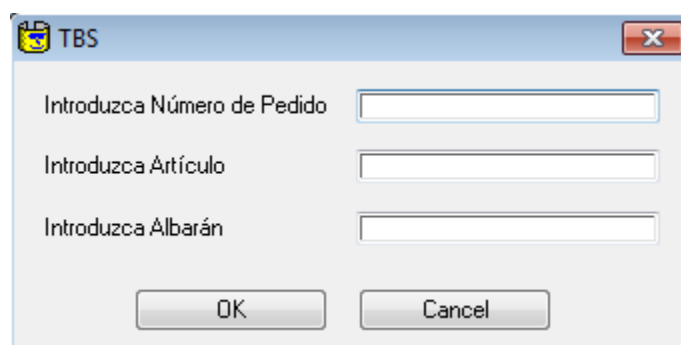 TBS
Introduzca Número de Pedido
Introduzca Artículo
Introduzca Albarán
OK Cancel